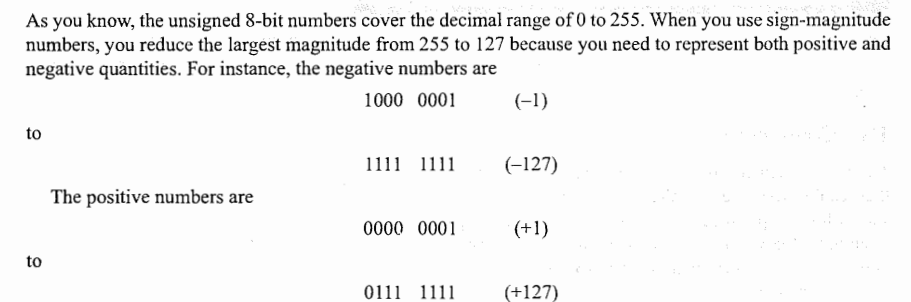 As you know, the unsigned 8-bit numbers cover the decimal range of 0 to 255. When you use sign-magnitude
numbers, you reduce the largest magnitude from 255 to 127 because you need to represent both positive and
negative quantities. For instance, the negative numbers are
1000 0001 (–1)
to
1111 1111 (–127)
The positive numbers are
0000 0001 (+1)
to
0111 1111 (+127)